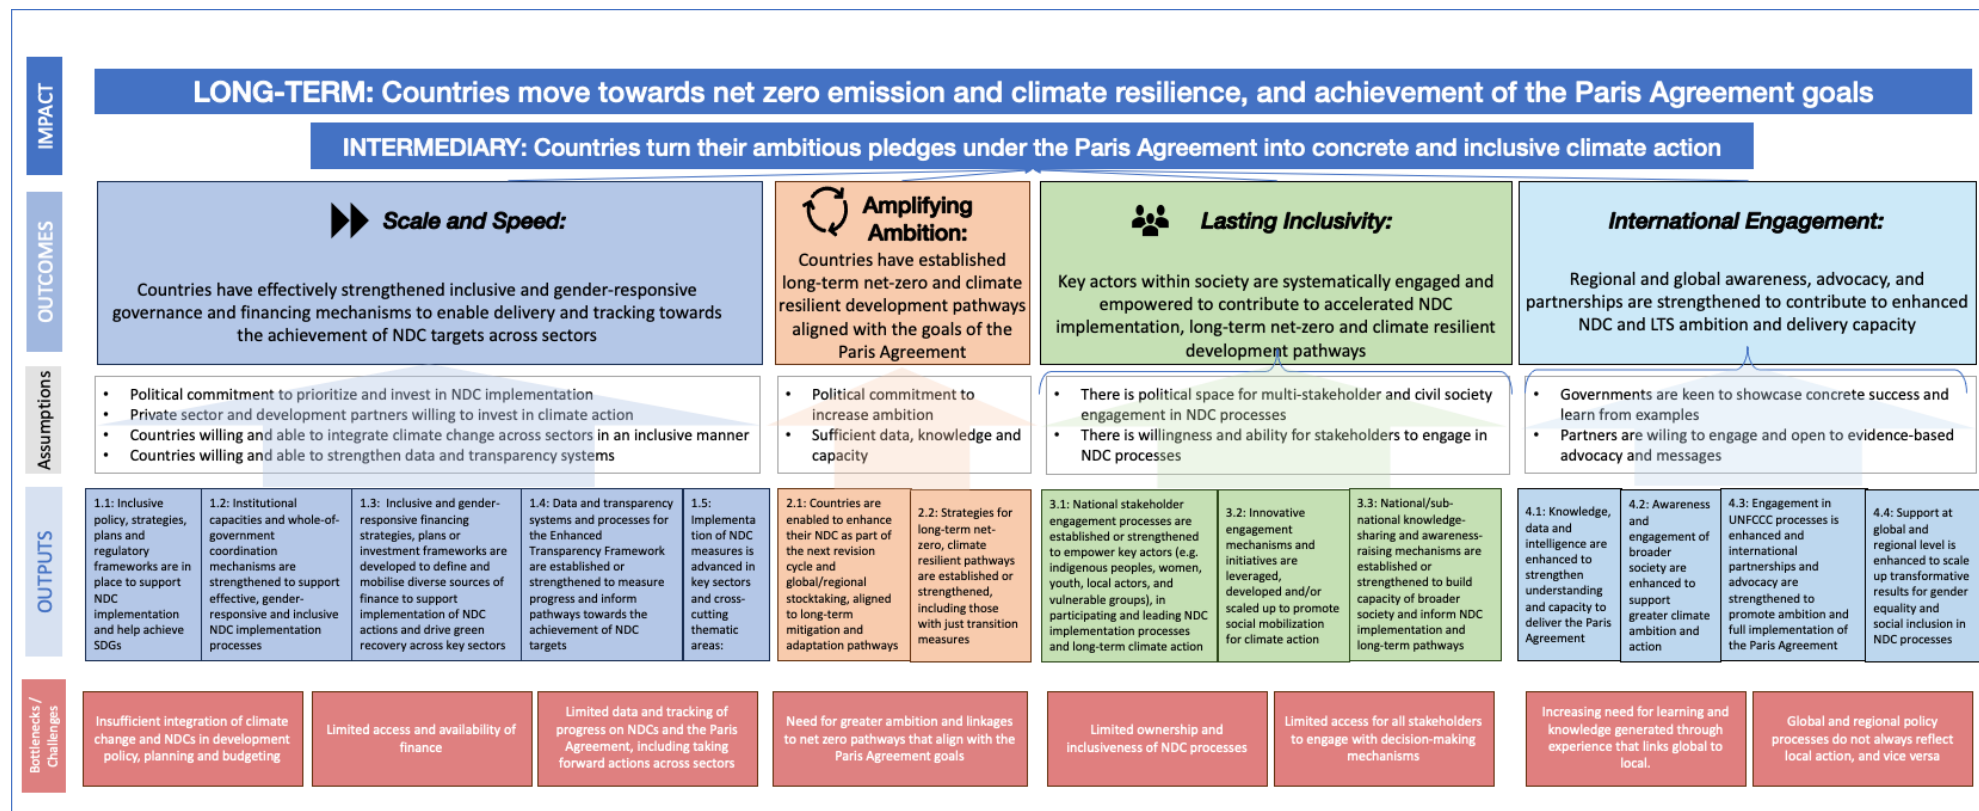 IMPACT
LONG-TERM: Countries move towards net zero emission and climate resilience, and achievement of the Paris Agreement goals
INTERMEDIARY: Countries turn their ambitious pledges under the Paris Agreement into concrete and inclusive climate action
OUTCOMES
Scale and Speed:
Countries have effectively strengthened inclusive and gender-responsive
governance and financing mechanisms to enable delivery and tracking towards
the achievement of NDC targets across sectors
Amplifying
Ambition:
Countries have established
long-term net-zero and climate
resilient development pathways
aligned with the goals of the
Paris Agreement
Lasting Inclusivity:
Key actors within society are systematically engaged and
empowered to contribute to accelerated NDC
implementation, long-term net-zero and climate resilient
development pathways
International Engagement:
Regional and global awareness, advocacy, and
partnerships are strengthened to contribute to enhanced
NDC and LTS ambition and delivery capacity
Assumptions
• Political commitment to prioritize and invest in NDC implementation
• Private sector and development partners willing to invest in climate action
• Countries willing and able to integrate climate change across sectors in an inclusive manner
• Countries willing and able to strengthen data and transparency systems
• Political commitment to
increase ambition
• Sufficient data, knowledge and
capacity
• There is political space for multi-stakeholder and civil society
engagement in NDC processes
• There is willingness and ability for stakeholders to engage in
NDC processes
• Governments are keen to showcase concrete success and
learn from examples
• Partners are wiling to engage and open to evidence-based
advocacy and messages
OUTPUTS
1.1: Inclusive
policy, strategies,
plans and
regulatory
frameworks are in
place to support
NDC
implementation
and help achieve
SDGs
1.2: Institutional
capacities and whole-of-
government
coordination
mechanisms are
strengthened to support
effective, gender-
responsive and inclusive
NDC implementation
processes
1.3: Inclusive and gender-
responsive financing
strategies, plans or
investment frameworks are
developed to define and
mobilise diverse sources of
finance to support
implementation of NDC
actions and drive green
recovery across key sectors
1.4: Data and transparency
systems and processes for
the Enhanced
Transparency Framework
are established or
strengthened to measure
progress and inform
pathways towards the
achievement of NDC
targets
1.5:
Implementa
tion of NDC
measures is
advanced in
key sectors
and cross-
cutting
thematic
areas:
2.1: Countries are
enabled to enhance
their NDC as part of
the next revision
cycle and
global/regional
stocktaking, aligned
to long-term
mitigation and
adaptation pathways
2.2: Strategies for
long-term net-
zero, climate
resilient pathways
are established or
strengthened,
including those
with just transition
measures
3.1: National stakeholder
engagement processes are
established or strengthened
to empower key actors (e.g.
indigenous peoples, women,
youth, local actors, and
vulnerable groups), in
participating and leading NDC
implementation processes
and long-term climate action
3.2: Innovative
engagement
mechanisms and
initiatives are
leveraged,
developed and/or
scaled up to promote
social mobilization
for climate action
3.3: National/sub-
national knowledge-
sharing and awareness-
raising mechanisms are
established or
strengthened to build
capacity of broader
society and inform NDC
implementation and
long-term pathways
4.1: Knowledge,
data and
intelligence are
enhanced to
strengthen
understanding
and capacity to
deliver the Paris
Agreement
4.2: Awareness
and
engagement of
broader
society are
enhanced to
support
greater climate
ambition and
action
4.3: Engagement in
UNFCCC processes is
enhanced and
international
partnerships and
advocacy are
strengthened to
promote ambition and
full implementation of
the Paris Agreement
4.4: Support at
global and
regional level is
enhanced to scale
up transformative
results for gender
equality and
social inclusion in
NDC processes
Bottlenecks /
Challenges
Insufficient integration of climate
change and NDCs in development
policy, planning and budgeting
Limited access and availability of
finance
Limited data and tracking of
progress on NDCs and the Paris
Agreement, including taking
forward actions across sectors
Need for greater ambition and linkages
to net zero pathways that align with the
Paris Agreement goals
Limited ownership and
inclusiveness of NDC processes
Limited access for all stakeholders
to engage with decision-making
mechanisms
Increasing need for learning and
knowledge generated through
experience that links global to
local.
Global and regional policy
processes do not always reflect
local action, and vice versa